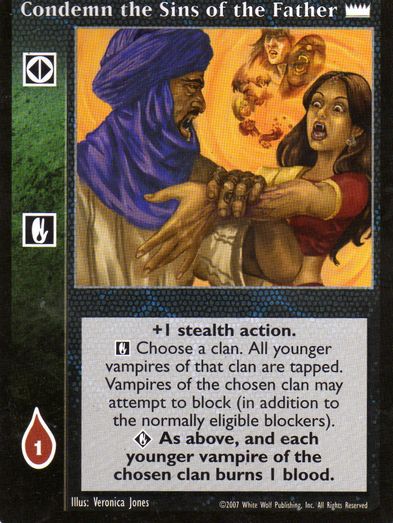 Condemn the Sins of the Father
+1 stealth action.
Choose a clan. All younger
vampires of that clan are tapped.
Vampires of the chosen clan may
attempt to block (in addition to
the normally eligible blockers).
As above, and each
younger vampire of the
chosen clan burns 1 blood.
1
Illus: Veronica Jones ©2007 White Wolf Publishing, Inc. All Rights Reserved